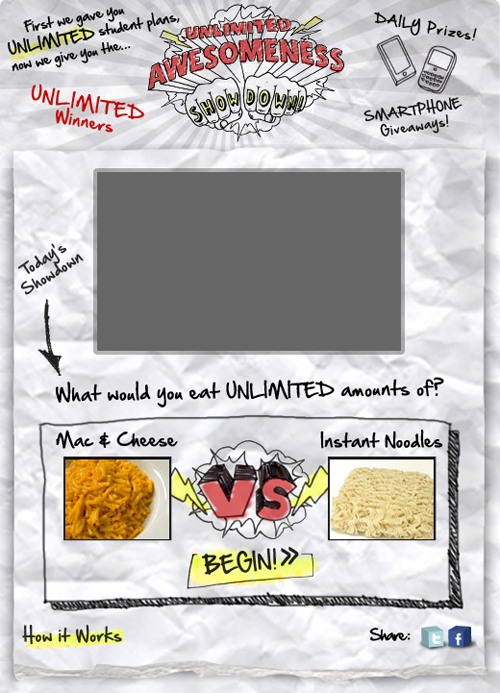 First we gave you
UNLIMITED student plans,
now we give you the...
UNLIMITED
AWESOMENESS
SHOWDOWN!
DAILY Prizes!
UNLIMITED
Winners
SMARTPHONE
Giveaways!
Today's
Showdown
What would you eat UNLIMITED amounts of?
Mac & Cheese
Instant Noodles
VS
BEGIN!»
How it Works
Share: t f